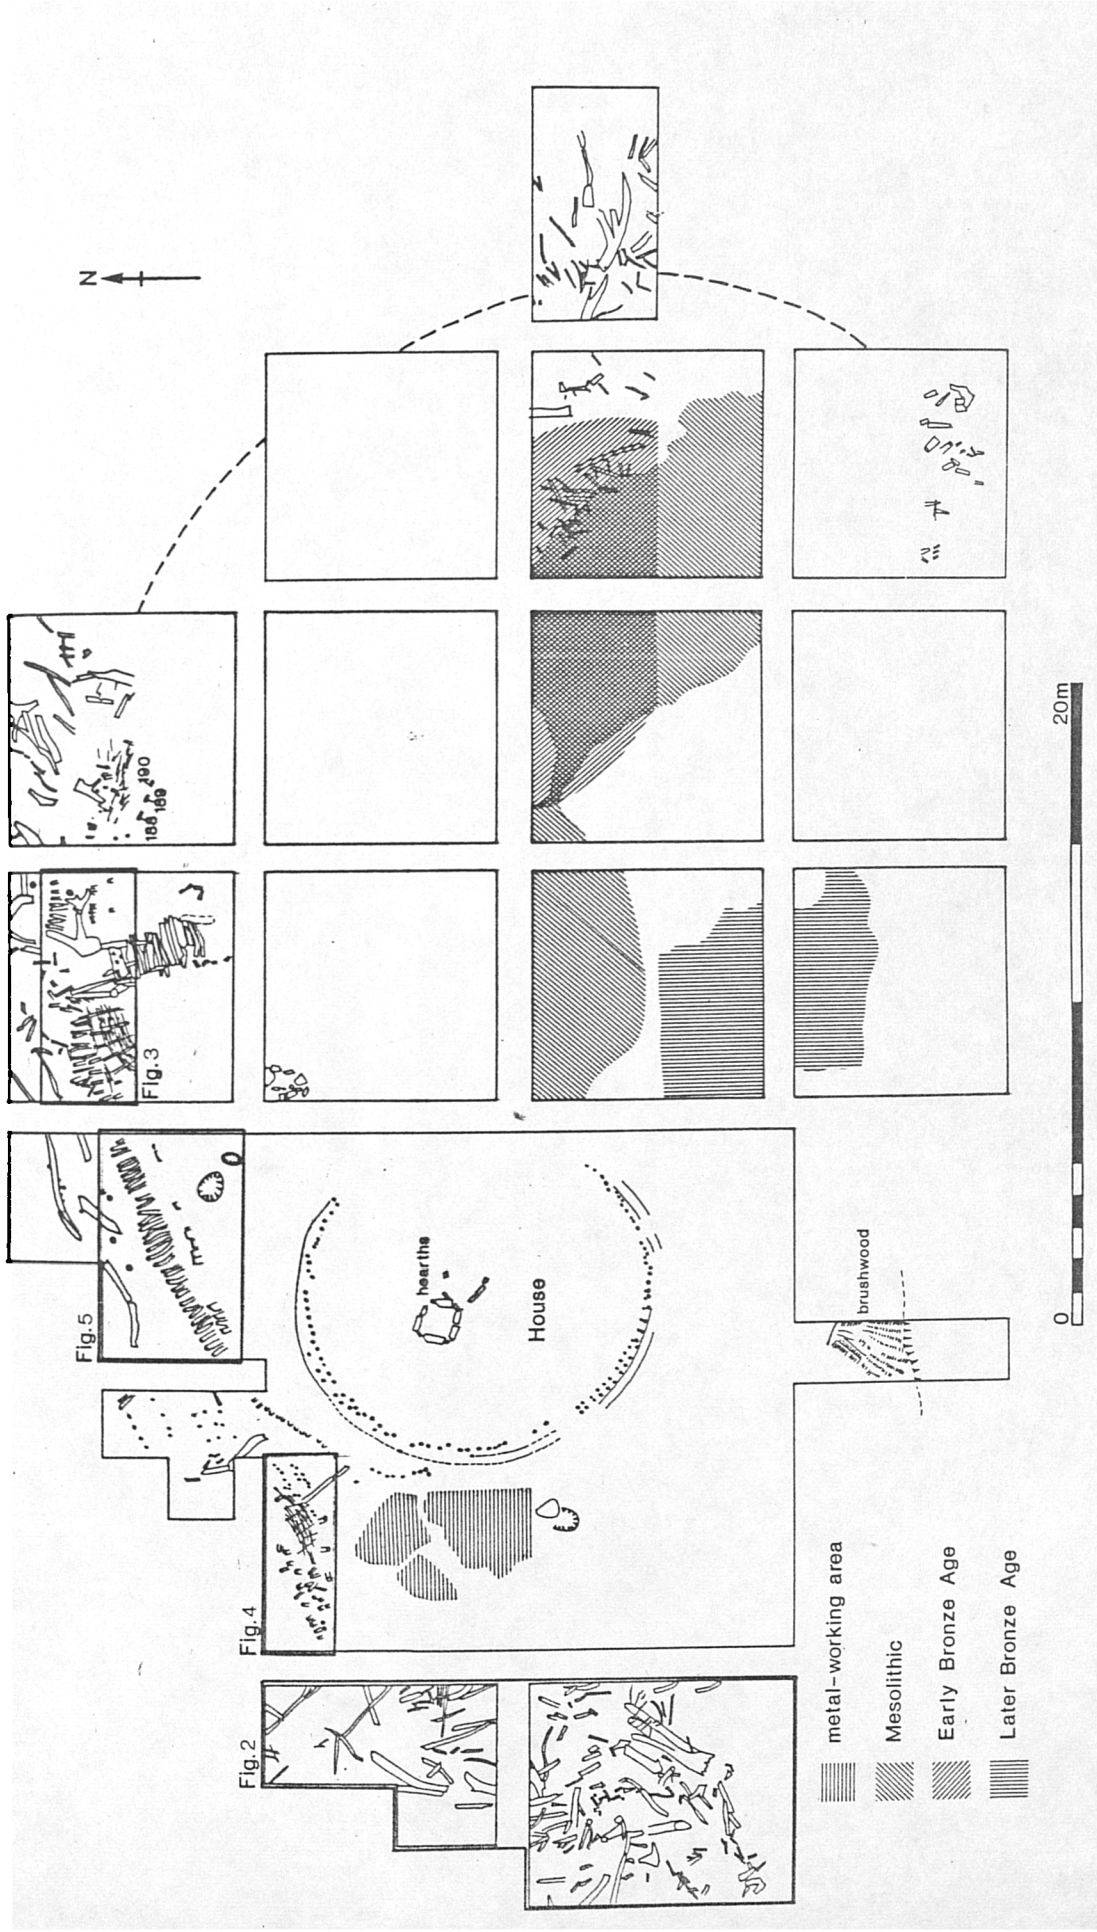 N
188
189
190
Fig.3
Fig.5
hearths
House
Fig.4
Fig.2
brushwood
0
20m
metal-working area
Mesolithic
Early Bronze Age
Later Bronze Age